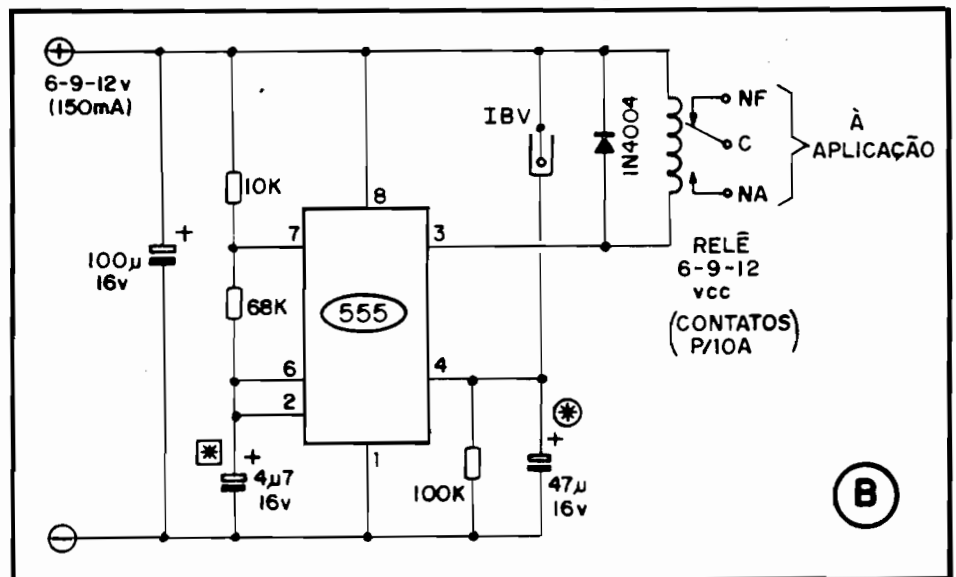 +
6-9-12v
(150mA)
100µ
16v
+
10K
68K
7
6
2
8
3
4
1
555
4µ7
16v
+
*
100K
47µ
16v
+
*
IBV
1N4004
NF
C
NA
À
APLICAÇÃO
RELÊ
6-9-12
vcc
(CONTATOS
P/10A)
B
−